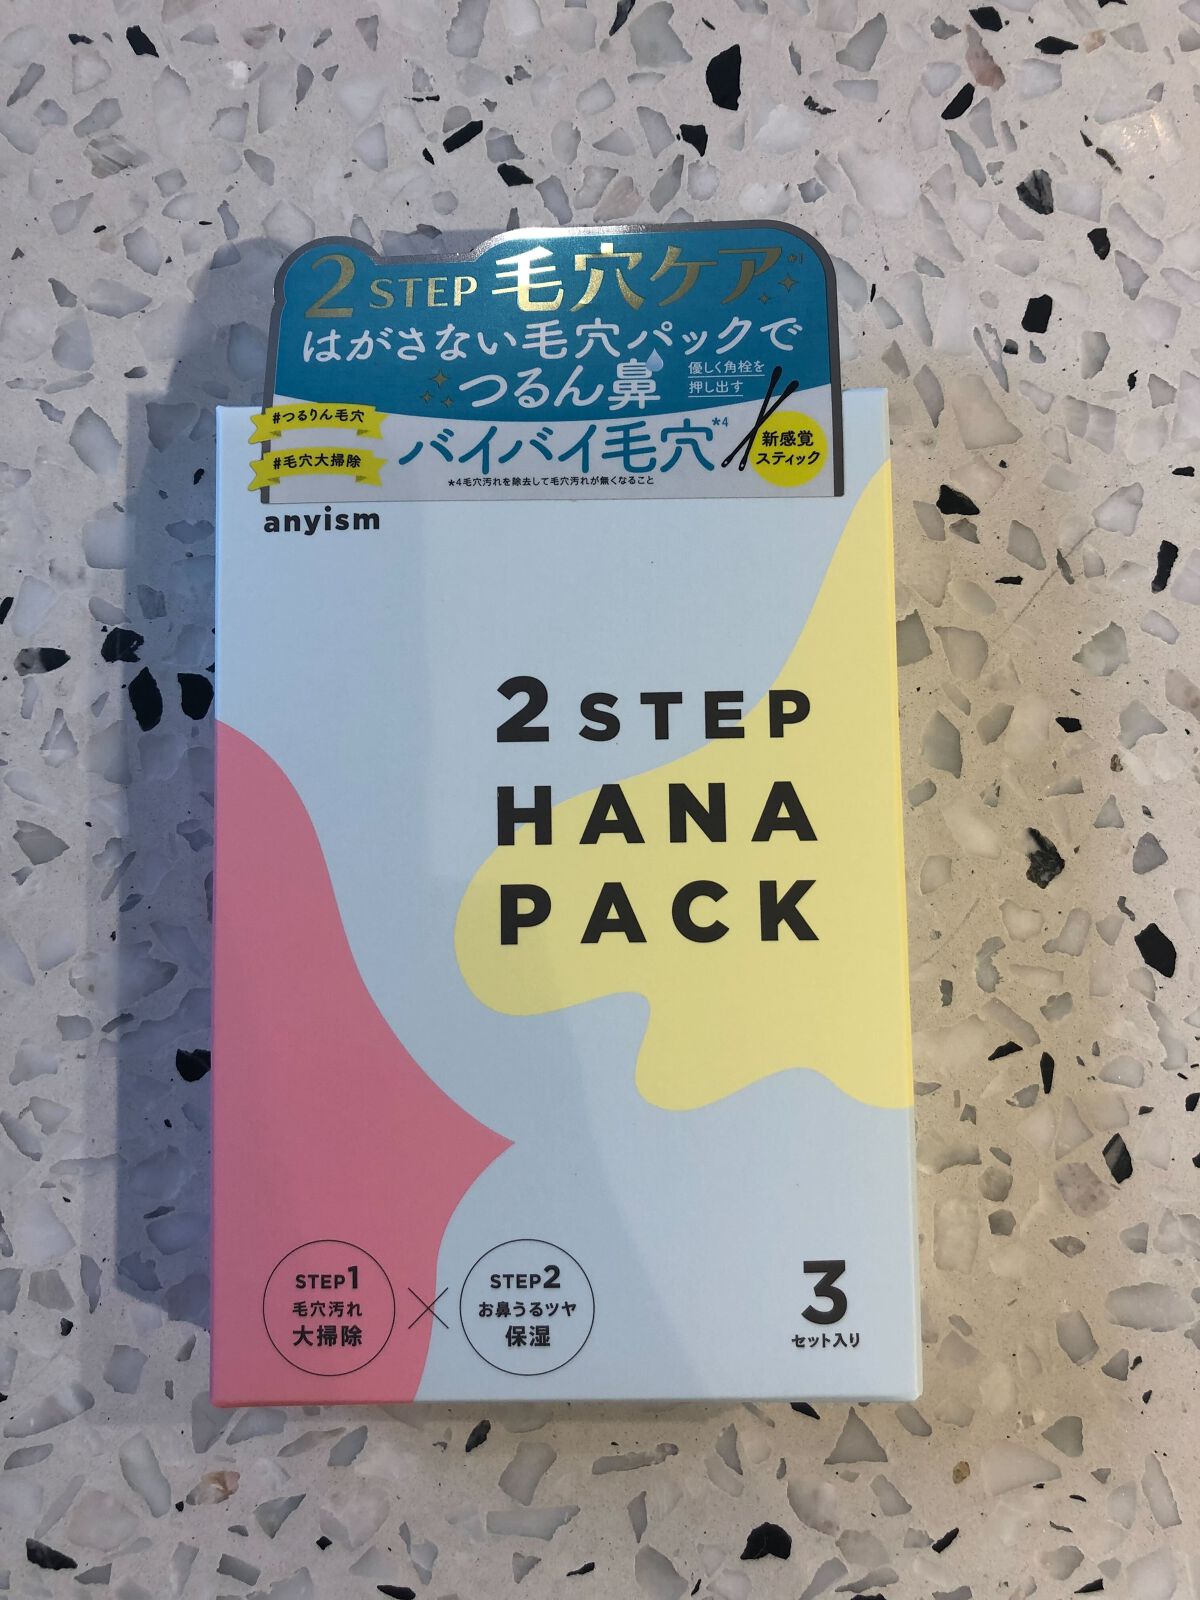 2 STEP 毛穴ケア*1
はがさない毛穴パックで
つるん鼻
優しく角栓を
押し出す
#つるりん毛穴
#毛穴大掃除
バイバイ毛穴*4
新感覚
スティック
*4毛穴汚れを除去して毛穴汚れが無くなること
anyism
2 STEP
HANA
PACK
STEP1
毛穴汚れ
大掃除
STEP2
お鼻うるツヤ
保湿
3
セット入り